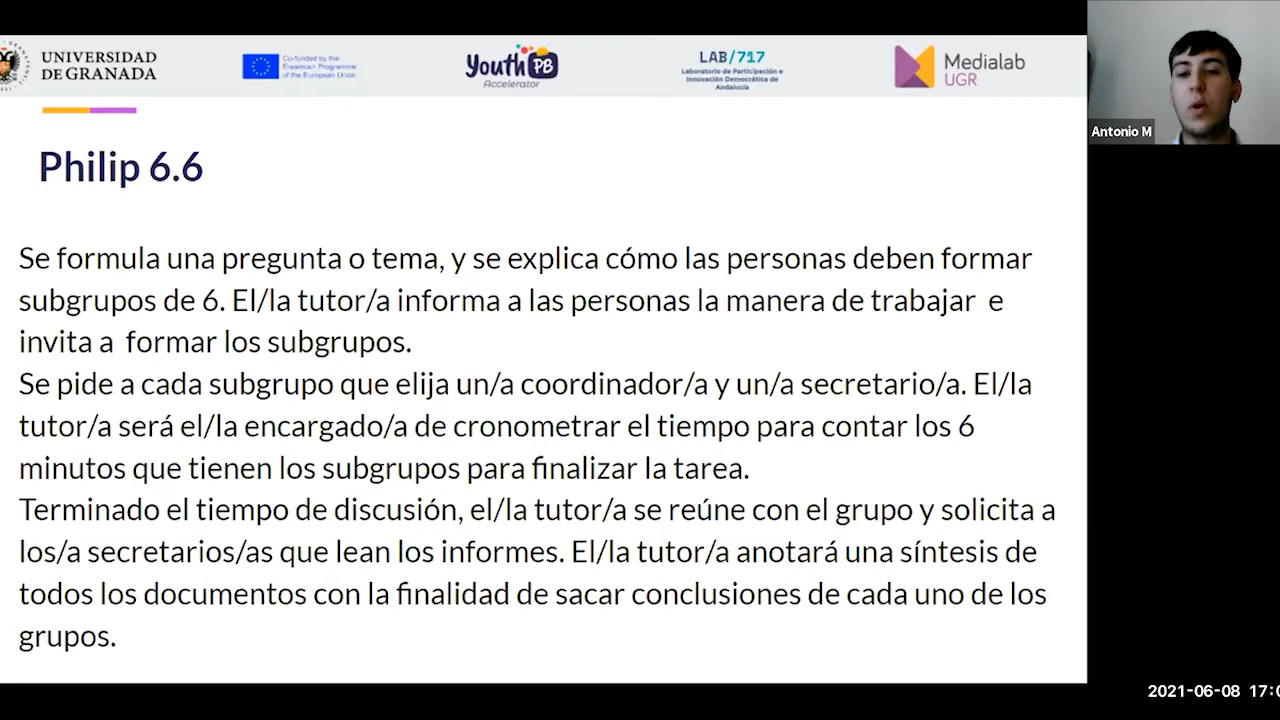 UNIVERSIDAD
DE GRANADA
Co-funded by the
Erasmus+ Programme
of the European Union
Youth PB
Accelerator
LAB/717
Laboratorio de Participación e
Innovación Democrática de
Andalucía
Medialab
UGR
Antonio M
Philip 6.6
Se formula una pregunta o tema, y se explica cómo las personas deben formar
subgrupos de 6. El/la tutor/a informa a las personas la manera de trabajar e
invita a formar los subgrupos.
Se pide a cada subgrupo que elija un/a coordinador/a y un/a secretario/a. El/la
tutor/a será el/la encargado/a de cronometrar el tiempo para contar los 6
minutos que tienen los subgrupos para finalizar la tarea.
Terminado el tiempo de discusión, el/la tutor/a se reúne con el grupo y solicita a
los/a secretarios/as que lean los informes. El/la tutor/a anotará una síntesis de
todos los documentos con la finalidad de sacar conclusiones de cada uno de los
grupos.
2021-06-08 17:0